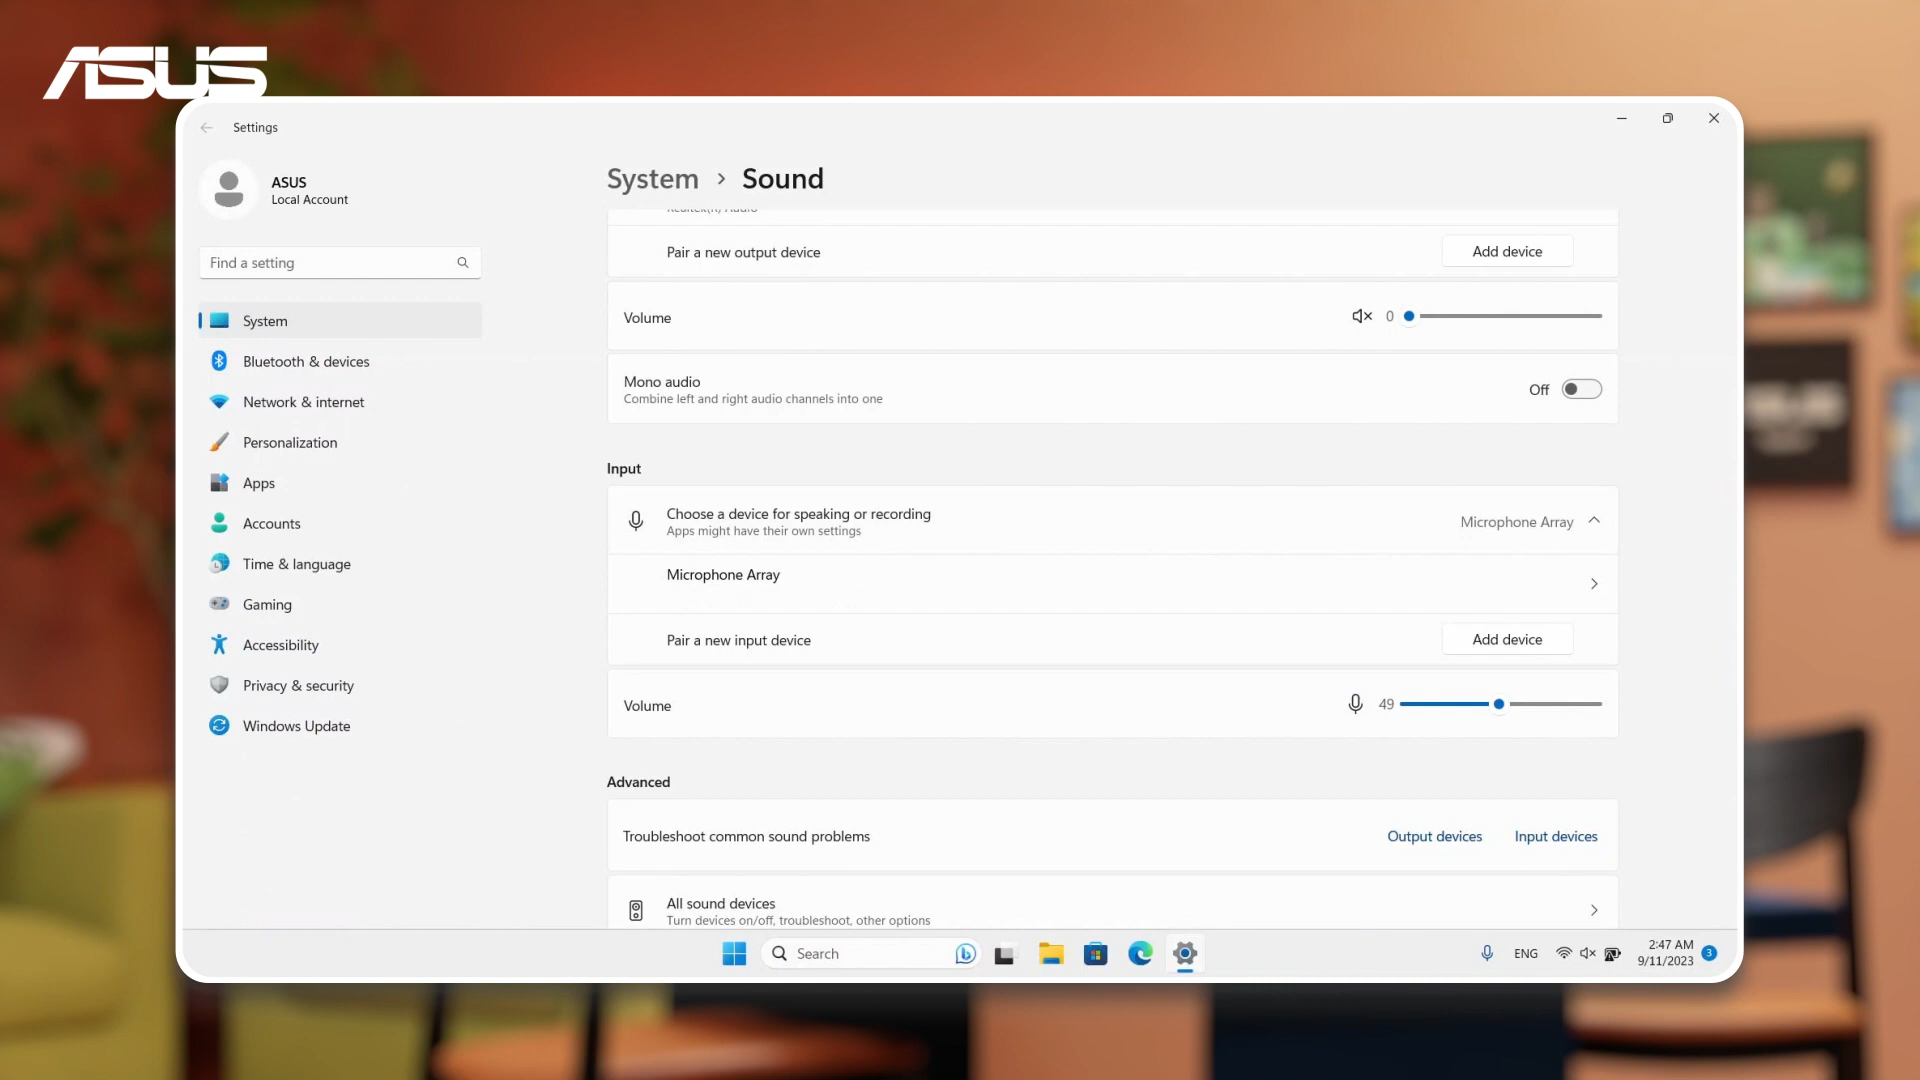 ASUS
Settings
ASUS
Local Account
Find a setting
System
Bluetooth & devices
Network & internet
Personalization
Apps
Accounts
Time & language
Gaming
Accessibility
Privacy & security
Windows Update
System > Sound
Pair a new output device
Add device
Volume
0
Mono audio
Combine left and right audio channels into one
Off
Input
Choose a device for speaking or recording
Apps might have their own settings
Microphone Array
Microphone Array
Pair a new input device
Add device
Volume
49
Advanced
Troubleshoot common sound problems
Output devices
Input devices
All sound devices
Turn devices on/off, troubleshoot, other options
Search
ENG
2:47 AM
9/11/2023
3